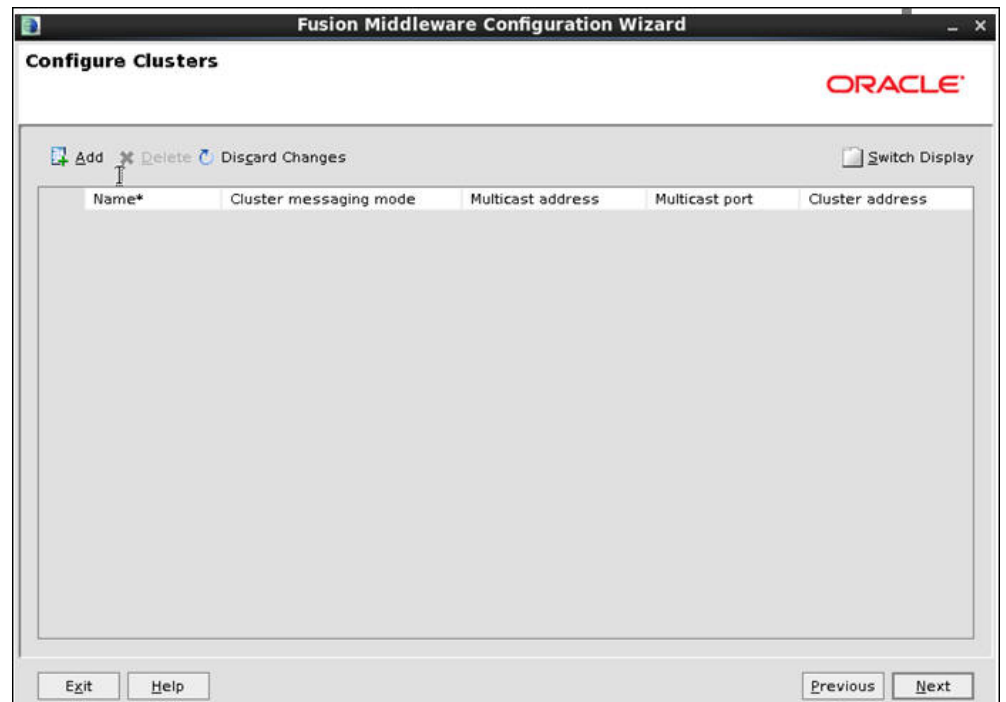 Fusion Middleware Configuration Wizard
Configure Clusters
ORACLE
Add Delete Discard Changes Switch Display
Name* Cluster messaging mode Multicast address Multicast port Cluster address
Exit Help Previous Next